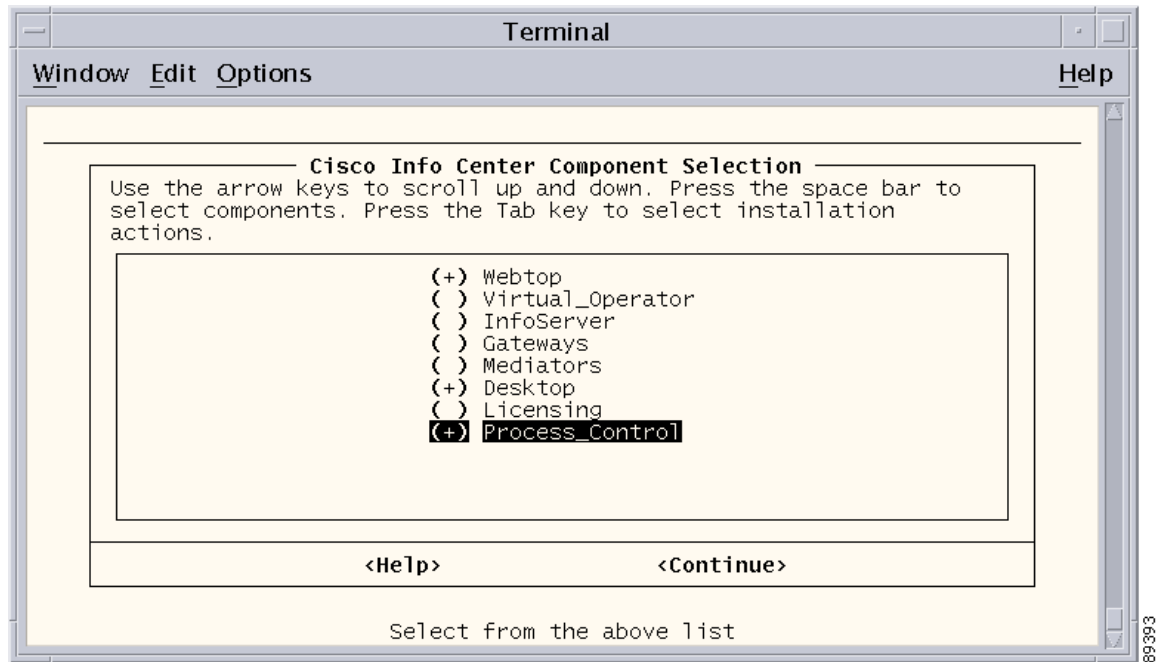 Terminal
Window Edit Options Help
Cisco Info Center Component Selection
Use the arrow keys to scroll up and down. Press the space bar to
select components. Press the Tab key to select installation
actions.
(+) Webtop
( ) Virtual_Operator
( ) InfoServer
( ) Gateways
( ) Mediators
(+) Desktop
( ) Licensing
(+) Process_Control
<Help> <Continue>
Select from the above list
89393